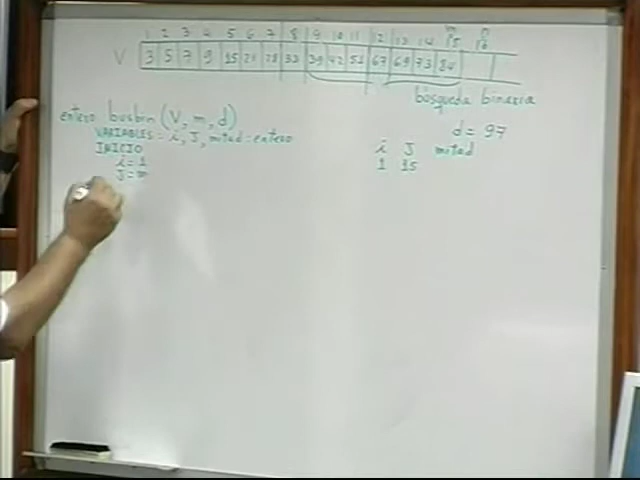 m n
1 2 3 4 5 6 7 8 9 10 11 12 13 14 15 16
V 3 5 7 9 15 21 28 33 39 42 51 67 69 73 84
búsqueda binaria
entero busbin (V, m, d)
VARIABLES = i, J, mitad = entero
INICIO
i = 1
J = m
d = 97
i J mitad
1 15